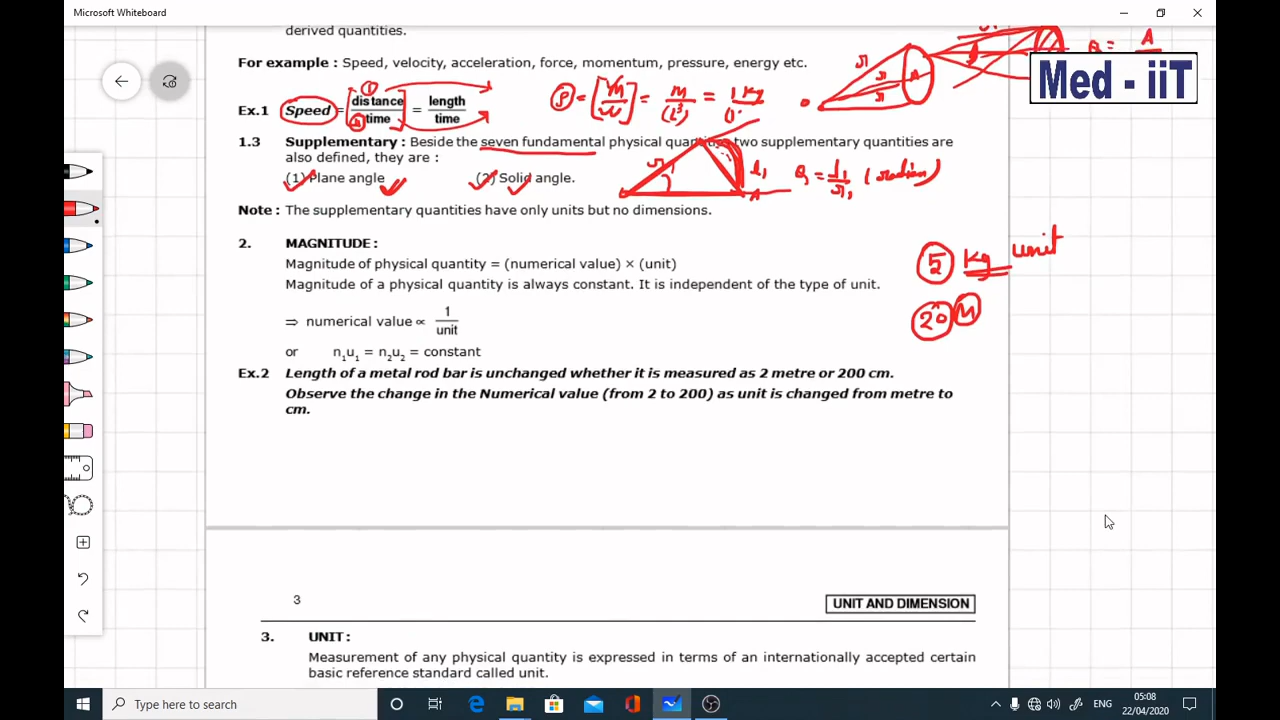 Microsoft Whiteboard
derived quantities.
For example : Speed, velocity, acceleration, force, momentum, pressure, energy etc.
Med - iiT
Ex.1 Speed = distance / time = length / time
1.3 Supplementary : Beside the seven fundamental physical quantities two supplementary quantities are
also defined, they are :
(1) Plane angle (2) Solid angle.
(radian)
Note : The supplementary quantities have only units but no dimensions.
2. MAGNITUDE :
Magnitude of physical quantity = (numerical value) × (unit)
5 kg unit
Magnitude of a physical quantity is always constant. It is independent of the type of unit.
⇒ numerical value ∝ 1 / unit
20 M
or n₁u₁ = n₂u₂ = constant
Ex.2 Length of a metal rod bar is unchanged whether it is measured as 2 metre or 200 cm.
Observe the change in the Numerical value (from 2 to 200) as unit is changed from metre to
cm.
3
UNIT AND DIMENSION
3. UNIT :
Measurement of any physical quantity is expressed in terms of an internationally accepted certain
basic reference standard called unit.
Type here to search
ENG
05:08
22/04/2020